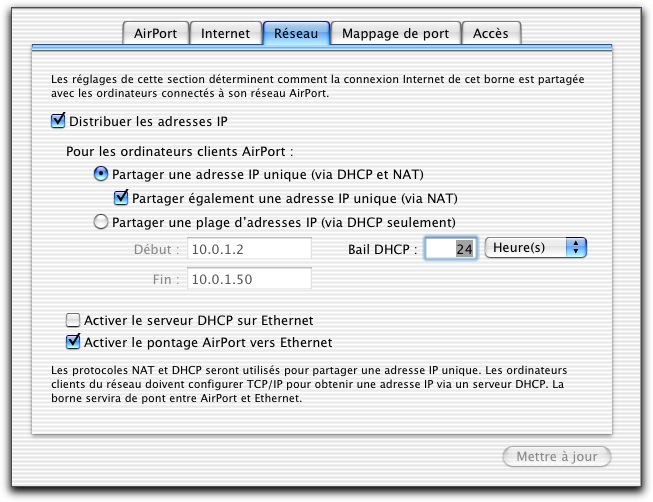 AirPort Internet Réseau Mappage de port Accès
Les réglages de cette section déterminent comment la connexion Internet de cet borne est partagée
avec les ordinateurs connectés à son réseau AirPort.
Distribuer les adresses IP
Pour les ordinateurs clients AirPort :
Partager une adresse IP unique (via DHCP et NAT)
Partager également une adresse IP unique (via NAT)
Partager une plage d'adresses IP (via DHCP seulement)
Début : 10.0.1.2 Bail DHCP : 24 Heure(s)
Fin : 10.0.1.50
Activer le serveur DHCP sur Ethernet
Activer le pontage AirPort vers Ethernet
Les protocoles NAT et DHCP seront utilisés pour partager une adresse IP unique. Les ordinateurs
clients du réseau doivent configurer TCP/IP pour obtenir une adresse IP via un serveur DHCP. La
borne servira de pont entre AirPort et Ethernet.
Mettre à jour